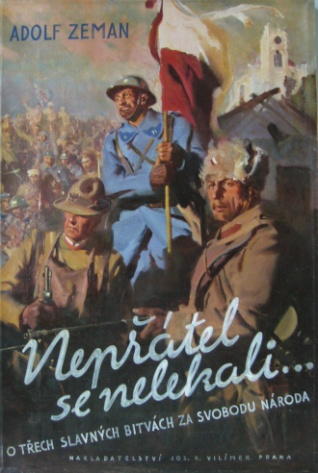 ADOLF ZEMAN
Nepřátel
se nelekali...
O TŘECH SLAVNÝCH BITVÁCH ZA SVOBODU NÁRODA
NAKLADATELSTVÍ JOS. R. VILÍMEK PRAHA